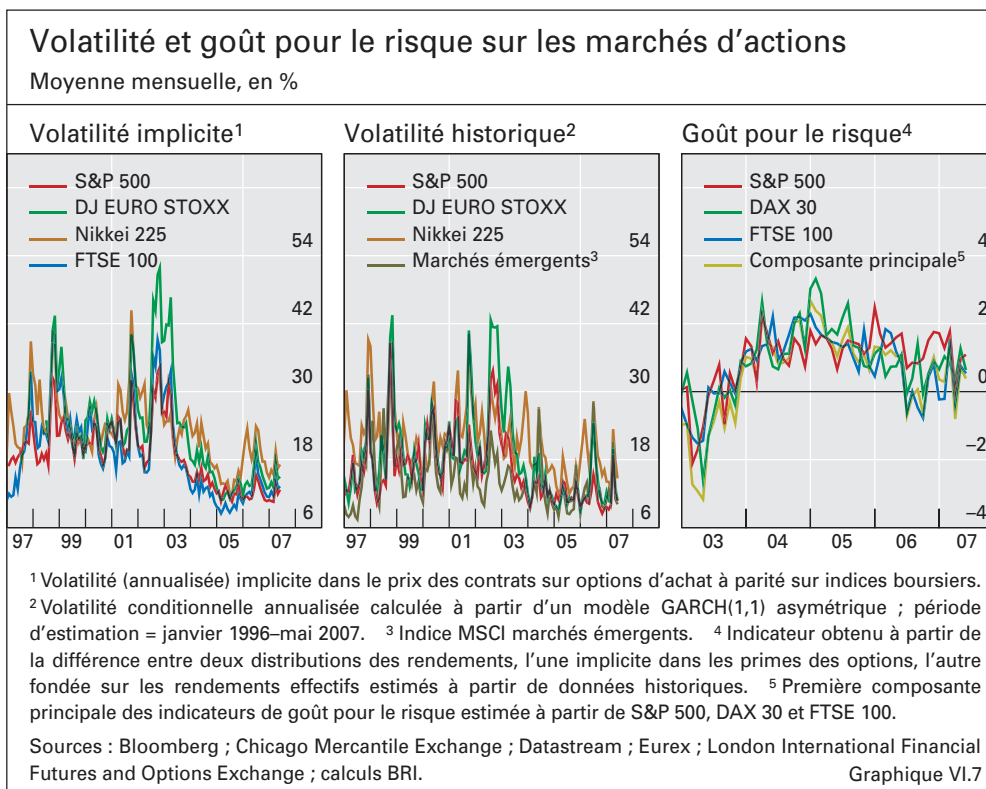 Volatilité et goût pour le risque sur les marchés d’actions
Moyenne mensuelle, en %
Volatilité implicite¹
S&P 500
DJ EURO STOXX
Nikkei 225
FTSE 100
54
42
30
18
6
97 99 01 03 05 07
Volatilité historique²
S&P 500
DJ EURO STOXX
Nikkei 225
Marchés émergents³
54
42
30
18
6
97 99 01 03 05 07
Goût pour le risque⁴
S&P 500
DAX 30
FTSE 100
Composante principale⁵
4
2
0
–2
–4
03 04 05 06 07
¹ Volatilité (annualisée) implicite dans le prix des contrats sur options d’achat à parité sur indices boursiers.
² Volatilité conditionnelle annualisée calculée à partir d’un modèle GARCH(1,1) asymétrique ; période
d’estimation = janvier 1996–mai 2007. ³ Indice MSCI marchés émergents. ⁴ Indicateur obtenu à partir de
la différence entre deux distributions des rendements, l’une implicite dans les primes des options, l’autre
fondée sur les rendements effectifs estimés à partir de données historiques. ⁵ Première composante
principale des indicateurs de goût pour le risque estimée à partir de S&P 500, DAX 30 et FTSE 100.
Sources : Bloomberg ; Chicago Mercantile Exchange ; Datastream ; Eurex ; London International Financial
Futures and Options Exchange ; calculs BRI. Graphique VI.7